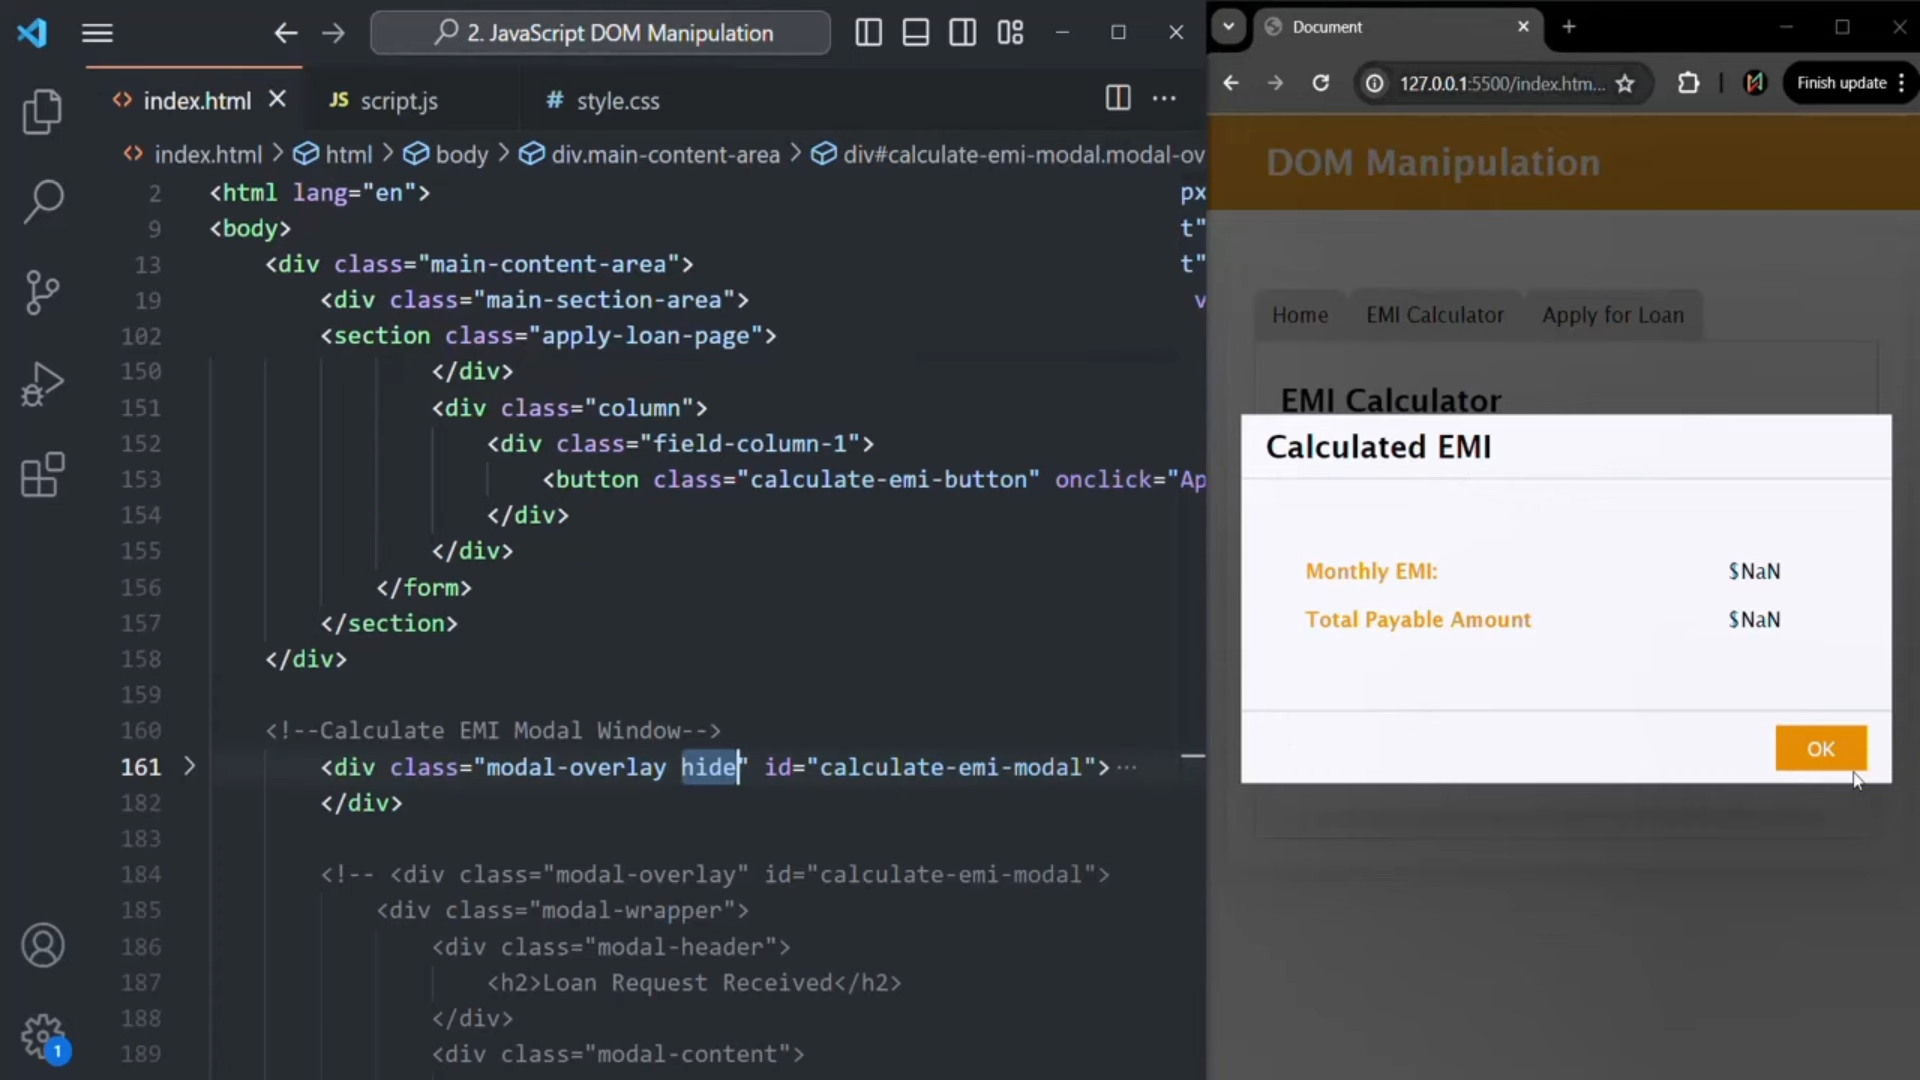 2. JavaScript DOM Manipulation
index.html
JS script.js
# style.css
index.html > html > body > div.main-content-area > div#calculate-emi-modal.modal-ov
2 <html lang="en">
9 <body>
13 <div class="main-content-area">
19 <div class="main-section-area">
102 <section class="apply-loan-page">
150 </div>
151 <div class="column">
152 <div class="field-column-1">
153 <button class="calculate-emi-button" onclick="Ap
154 </div>
155 </div>
156 </form>
157 </section>
158 </div>
159
160 <!--Calculate EMI Modal Window-->
161 <div class="modal-overlay hide" id="calculate-emi-modal"> ···
182 </div>
183
184 <!-- <div class="modal-overlay" id="calculate-emi-modal">
185 <div class="modal-wrapper">
186 <div class="modal-header">
187 <h2>Loan Request Received</h2>
188 </div>
189 <div class="modal-content">
px
t"
t"
v
1
Document
127.0.0.1:5500/index.htm...
Finish update
DOM Manipulation
Home
EMI Calculator
Apply for Loan
EMI Calculator
Calculated EMI
Monthly EMI: $NaN
Total Payable Amount $NaN
OK